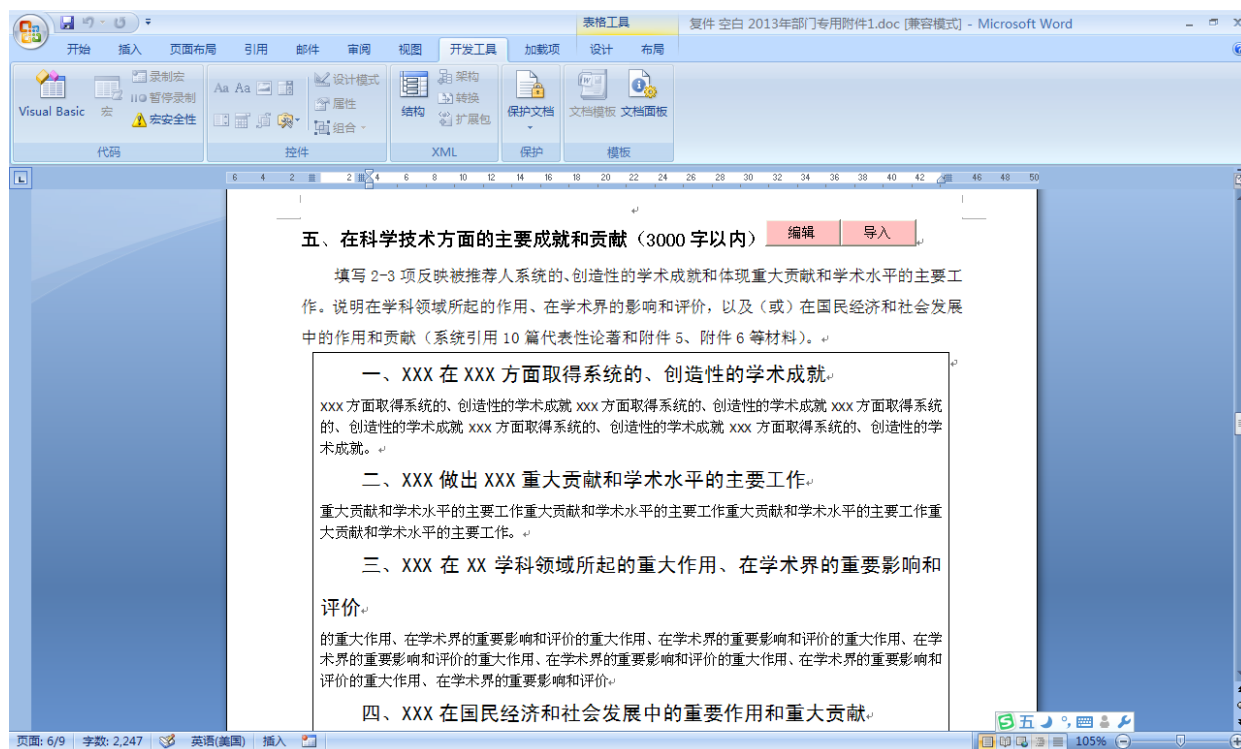 表格工具
复件 空白 2013年部门专用附件1.doc [兼容模式] - Microsoft Word
开始 插入 页面布局 引用 邮件 审阅 视图 开发工具 加载项 设计 布局
Visual Basic 宏 录制宏 暂停录制 宏安全性
Aa Aa 设计模式 属性 组合
结构 架构 转换 扩展包
保护文档 文档模板 文档面板
代码 控件 XML 保护 模板
L 6 4 2 2 4 6 8 10 12 14 16 18 20 22 24 26 28 30 32 34 36 38 40 42 46 48 50
五、在科学技术方面的主要成就和贡献（3000 字以内） 编辑 导入
填写 2-3 项反映被推荐人系统的、创造性的学术成就和体现重大贡献和学术水平的主要工
作。说明在学科领域所起的作用、在学术界的影响和评价，以及（或）在国民经济和社会发展
中的作用和贡献（系统引用 10 篇代表性论著和附件 5、附件 6 等材料）。
一、XXX 在 XXX 方面取得系统的、创造性的学术成就
xxx 方面取得系统的、创造性的学术成就 xxx 方面取得系统的、创造性的学术成就 xxx 方面取得系统
的、创造性的学术成就 xxx 方面取得系统的、创造性的学术成就 xxx 方面取得系统的、创造性的学
术成就。
二、XXX 做出 XXX 重大贡献和学术水平的主要工作
重大贡献和学术水平的主要工作重大贡献和学术水平的主要工作重大贡献和学术水平的主要工作重
大贡献和学术水平的主要工作。
三、XXX 在 XX 学科领域所起的重大作用、在学术界的重要影响和
评价
的重大作用、在学术界的重要影响和评价的重大作用、在学术界的重要影响和评价的重大作用、在学
术界的重要影响和评价的重大作用、在学术界的重要影响和评价的重大作用、在学术界的重要影响和
评价的重大作用、在学术界的重要影响和评价
四、XXX 在国民经济和社会发展中的重要作用和重大贡献
五
页面: 6/9 字数: 2,247 英语(美国) 插入 105%